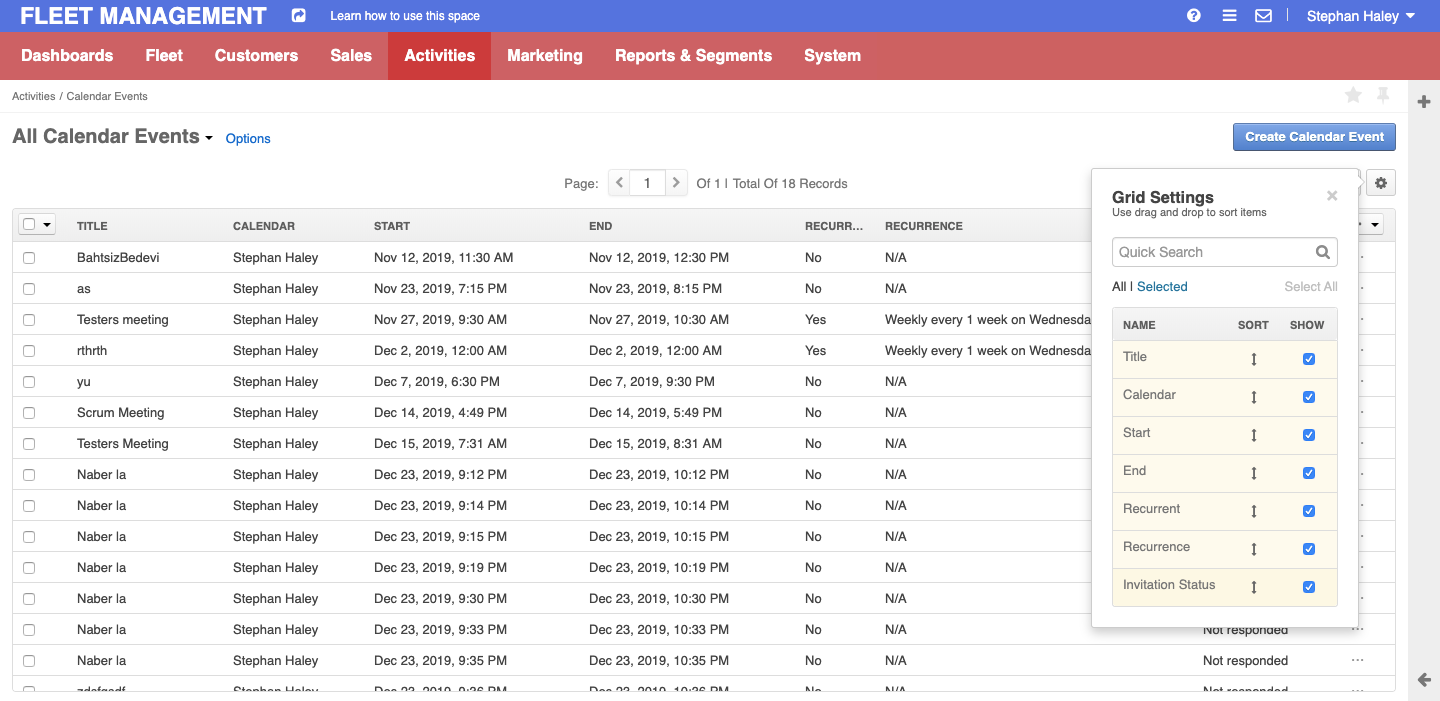 FLEET MANAGEMENT Learn how to use this space Stephan Haley
Dashboards Fleet Customers Sales Activities Marketing Reports & Segments System
Activities / Calendar Events
All Calendar Events Options Create Calendar Event
Page: 1 Of 1 | Total Of 18 Records
TITLE CALENDAR START END RECURR... RECURRENCE
BahtsizBedevi Stephan Haley Nov 12, 2019, 11:30 AM Nov 12, 2019, 12:30 PM No N/A
as Stephan Haley Nov 23, 2019, 7:15 PM Nov 23, 2019, 8:15 PM No N/A
Testers meeting Stephan Haley Nov 27, 2019, 9:30 AM Nov 27, 2019, 10:30 AM Yes Weekly every 1 week on Wednesda
rthrth Stephan Haley Dec 2, 2019, 12:00 AM Dec 2, 2019, 12:00 AM Yes Weekly every 1 week on Wednesda
yu Stephan Haley Dec 7, 2019, 6:30 PM Dec 7, 2019, 9:30 PM No N/A
Scrum Meeting Stephan Haley Dec 14, 2019, 4:49 PM Dec 14, 2019, 5:49 PM No N/A
Testers Meeting Stephan Haley Dec 15, 2019, 7:31 AM Dec 15, 2019, 8:31 AM No N/A
Naber la Stephan Haley Dec 23, 2019, 9:12 PM Dec 23, 2019, 10:12 PM No N/A
Naber la Stephan Haley Dec 23, 2019, 9:14 PM Dec 23, 2019, 10:14 PM No N/A
Naber la Stephan Haley Dec 23, 2019, 9:15 PM Dec 23, 2019, 10:15 PM No N/A
Naber la Stephan Haley Dec 23, 2019, 9:19 PM Dec 23, 2019, 10:19 PM No N/A
Naber la Stephan Haley Dec 23, 2019, 9:30 PM Dec 23, 2019, 10:30 PM No N/A
Naber la Stephan Haley Dec 23, 2019, 9:33 PM Dec 23, 2019, 10:33 PM No N/A Not responded ...
Naber la Stephan Haley Dec 23, 2019, 9:35 PM Dec 23, 2019, 10:35 PM No N/A Not responded ...
Stephan Haley Dec 23, 2019, 9:36 PM Dec 23, 2019, 10:36 PM No N/A Not responded ...
Grid Settings
Use drag and drop to sort items
Quick Search
All | Selected Select All
NAME SORT SHOW
Title
Calendar
Start
End
Recurrent
Recurrence
Invitation Status